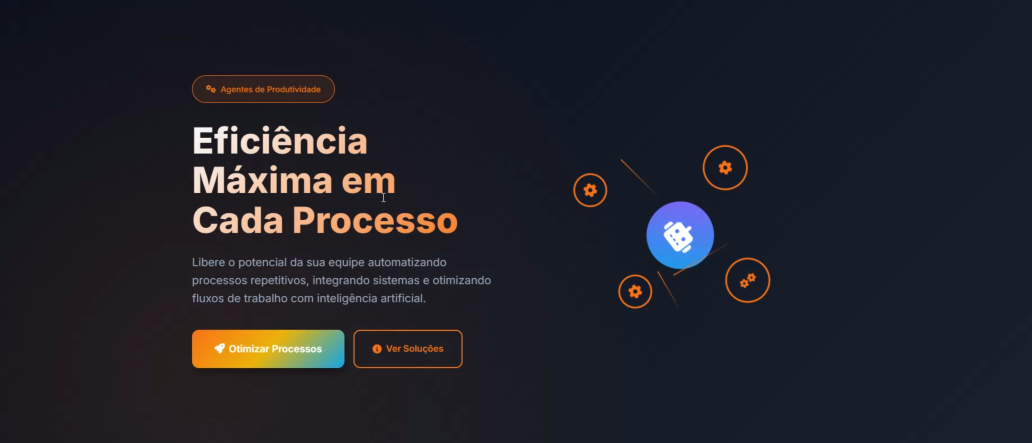 Agentes de Produtividade
Eficiência
Máxima em
Cada Processo
Libere o potencial da sua equipe automatizando
processos repetitivos, integrando sistemas e otimizando
fluxos de trabalho com inteligência artificial.
Otimizar Processos
Ver Soluções